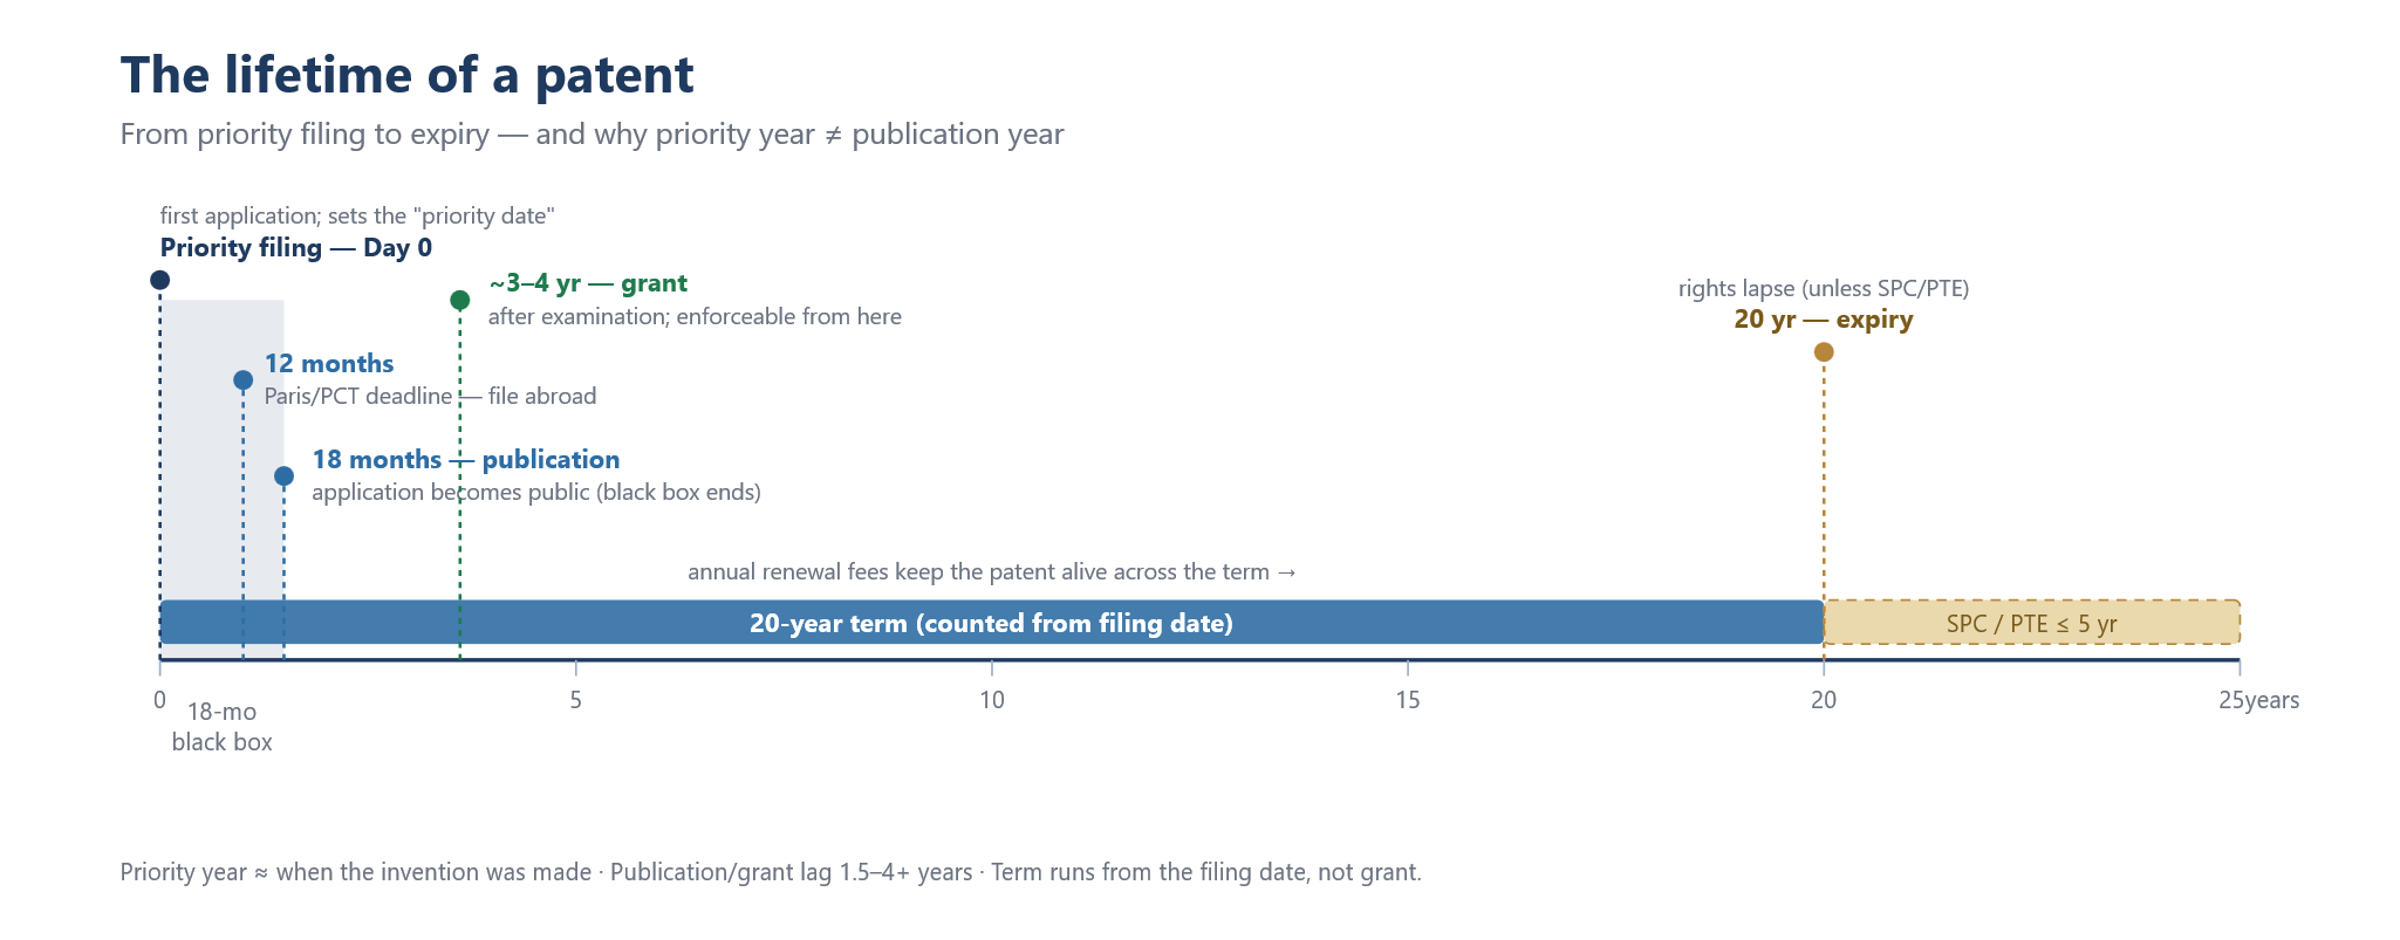 The lifetime of a patent
From priority filing to expiry — and why priority year ≠ publication year
first application; sets the "priority date"
Priority filing — Day 0
~3–4 yr — grant
after examination; enforceable from here
rights lapse (unless SPC/PTE)
20 yr — expiry
12 months
Paris/PCT deadline — file abroad
18 months — publication
application becomes public (black box ends)
annual renewal fees keep the patent alive across the term →
20-year term (counted from filing date)
SPC / PTE ≤ 5 yr
0
5
10
15
20
25years
18-mo
black box
Priority year ≈ when the invention was made · Publication/grant lag 1.5–4+ years · Term runs from the filing date, not grant.